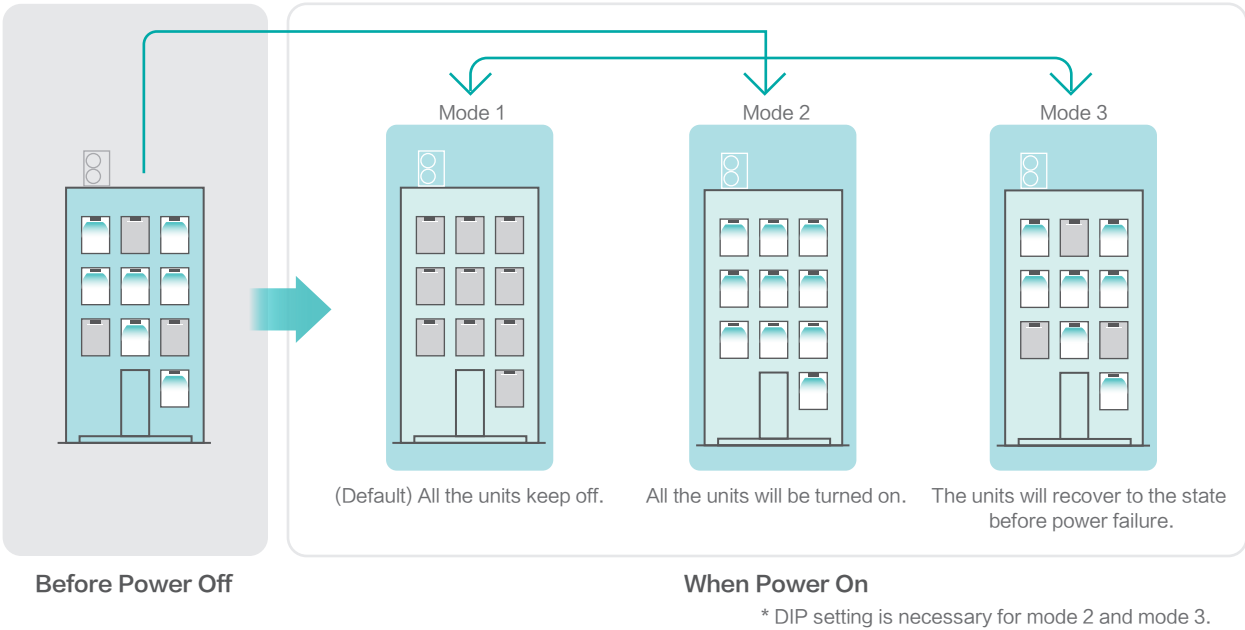 Mode 1
Mode 2
Mode 3
(Default) All the units keep off.
All the units will be turned on.
The units will recover to the state
before power failure.
Before Power Off
When Power On
* DIP setting is necessary for mode 2 and mode 3.